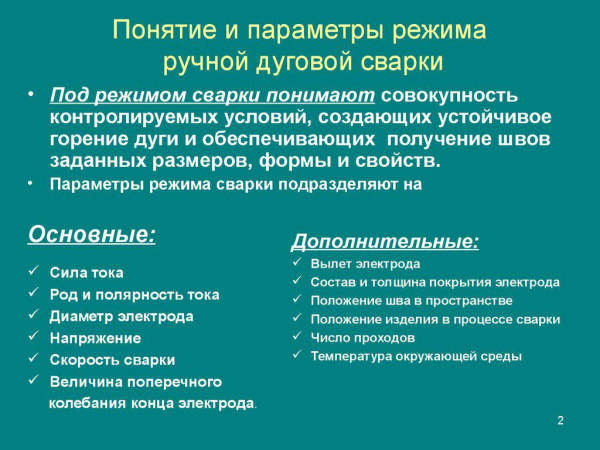 Понятие и параметры режима
ручной дуговой сварки
• Под режимом сварки понимают совокупность
контролируемых условий, создающих устойчивое
горение дуги и обеспечивающих получение швов
заданных размеров, формы и свойств.
• Параметры режима сварки подразделяют на
Основные:
✓ Сила тока
✓ Род и полярность тока
✓ Диаметр электрода
✓ Напряжение
✓ Скорость сварки
✓ Величина поперечного
колебания конца электрода.
Дополнительные:
✓ Вылет электрода
✓ Состав и толщина покрытия электрода
✓ Положение шва в пространстве
✓ Положение изделия в процессе сварки
✓ Число проходов
✓ Температура окружающей среды
2